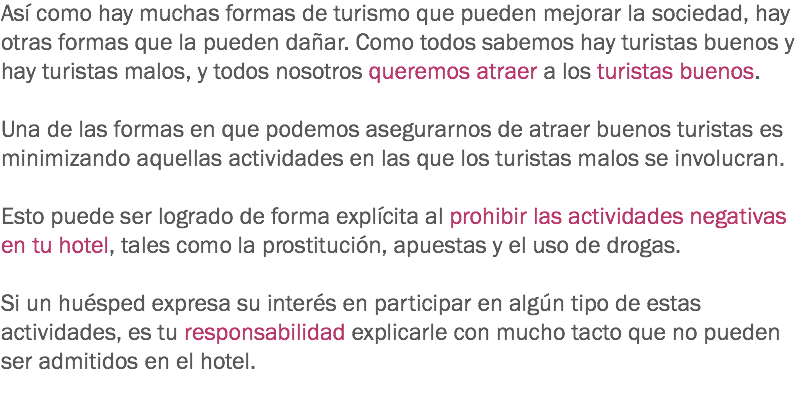 Así como hay muchas formas de turismo que pueden mejorar la sociedad, hay
otras formas que la pueden dañar. Como todos sabemos hay turistas buenos y
hay turistas malos, y todos nosotros queremos atraer a los turistas buenos.
Una de las formas en que podemos asegurarnos de atraer buenos turistas es
minimizando aquellas actividades en las que los turistas malos se involucran.
Esto puede ser logrado de forma explícita al prohibir las actividades negativas
en tu hotel, tales como la prostitución, apuestas y el uso de drogas.
Si un huésped expresa su interés en participar en algún tipo de estas
actividades, es tu responsabilidad explicarle con mucho tacto que no pueden
ser admitidos en el hotel.